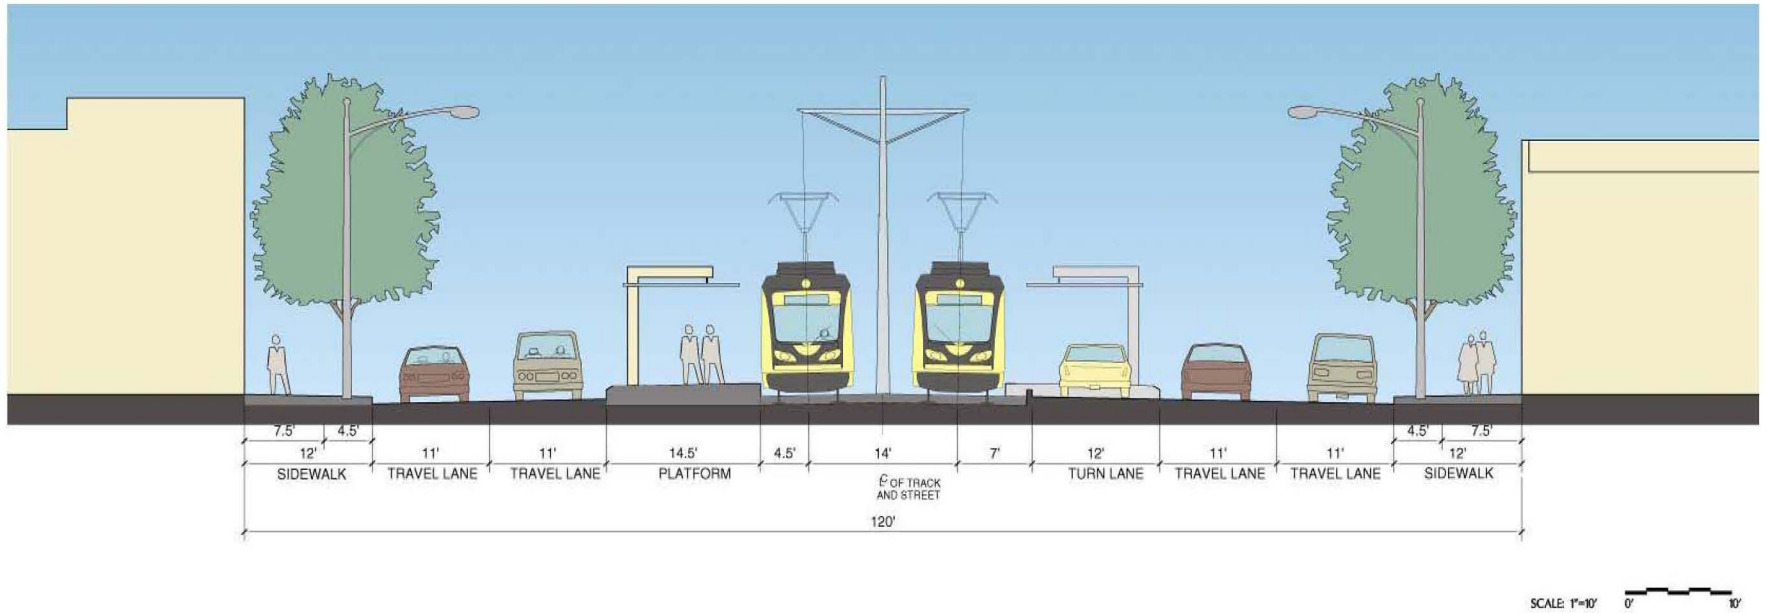 7.5' 4.5' 4.5' 7.5'
12' 11' 11' 14.5' 4.5' 14' 7' 12' 11' 11' 12'
SIDEWALK TRAVEL LANE TRAVEL LANE PLATFORM TURN LANE TRAVEL LANE TRAVEL LANE SIDEWALK
℄ OF TRACK
AND STREET
120'
SCALE: 1"=10' 0' 10'